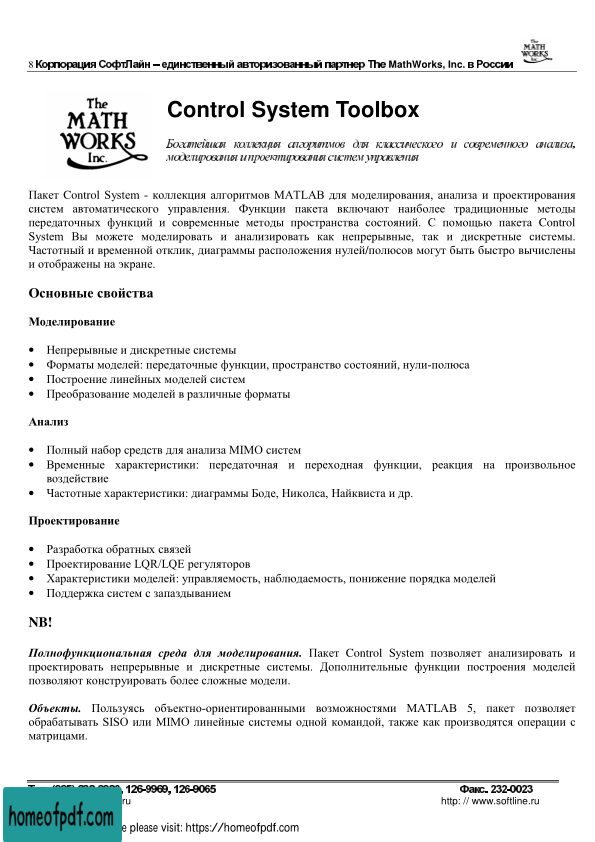 8 Корпорация СофтЛайн – единственный авторизованный партнер The MathWorks, Inc. в России
The
MATH
WORKS
Inc.
The
MATH
WORKS
Inc.
Control System Toolbox
Богатейшая коллекция алгоритмов для классического и современного анализа,
моделирования и проектирования систем управления
Пакет Control System - коллекция алгоритмов MATLAB для моделирования, анализа и проектирования
систем автоматического управления. Функции пакета включают наиболее традиционные методы
передаточных функций и современные методы пространства состояний. С помощью пакета Control
System Вы можете моделировать и анализировать как непрерывные, так и дискретные системы.
Частотный и временной отклик, диаграммы расположения нулей/полюсов могут быть быстро вычислены
и отображены на экране.
Основные свойства
Моделирование
• Непрерывные и дискретные системы
• Форматы моделей: передаточные функции, пространство состояний, нули-полюса
• Построение линейных моделей систем
• Преобразование моделей в различные форматы
Анализ
• Полный набор средств для анализа MIMO систем
• Временные характеристики: передаточная и переходная функции, реакция на произвольное
воздействие
• Частотные характеристики: диаграммы Боде, Николса, Найквиста и др.
Проектирование
• Разработка обратных связей
• Проектирование LQR/LQE регуляторов
• Характеристики моделей: управляемость, наблюдаемость, понижение порядка моделей
• Поддержка систем с запаздыванием
NB!
Полнофункциональная среда для моделирования. Пакет Control System позволяет анализировать и
проектировать непрерывные и дискретные системы. Дополнительные функции построения моделей
позволяют конструировать более сложные модели.
Объекты. Пользуясь объектно-ориентированными возможностями MATLAB 5, пакет позволяет
обрабатывать SISO или MIMO линейные системы одной командой, также как производятся операции с
матрицами.
126-9969, 126-9065 Факс. 232-0023
ru http: // www.softline.ru
homeofpdf.com
please visit: https://homeofpdf.com